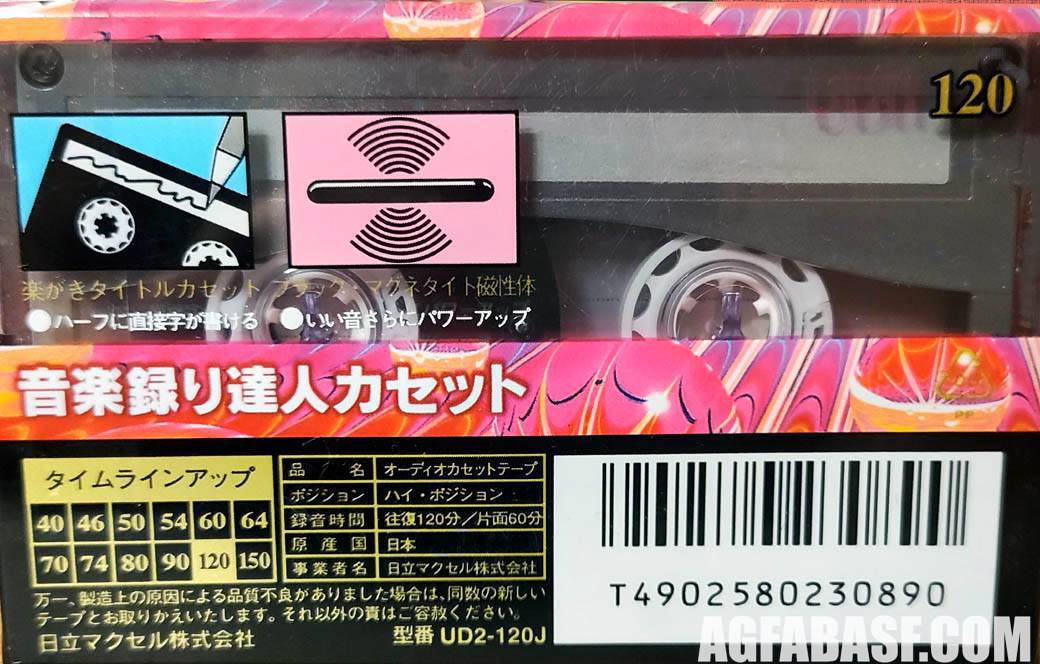 120
楽がきタイトルカセット ブラック・マグネタイト磁性体
●ハーフに直接字が書ける ●いい音さらにパワーアップ
音楽録り達人カセット
PP
タイムラインアップ
40 46 50 54 60 64
70 74 80 90 120 150
品名 オーディオカセットテープ
ポジション ハイ・ポジション
録音時間 往復120分/片面60分
原産国 日本
事業者名 日立マクセル株式会社
万一、製造上の原因による品質不良がありました場合は、同数の新しい
テープとお取りかえいたします。それ以外の責はご容赦ください。
日立マクセル株式会社 型番 UD2-120J
T4902580230890
AGFABASF.COM